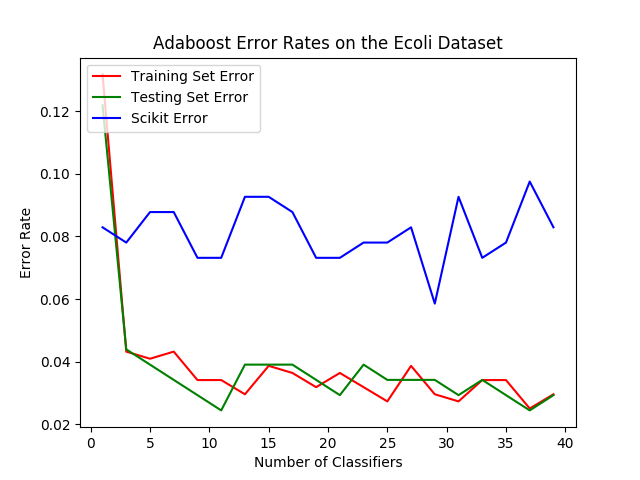 Adaboost Error Rates on the Ecoli Dataset
Training Set Error
Testing Set Error
Scikit Error
0.12
0.10
0.08
0.06
0.04
0.02
Error Rate
0 5 10 15 20 25 30 35 40
Number of Classifiers